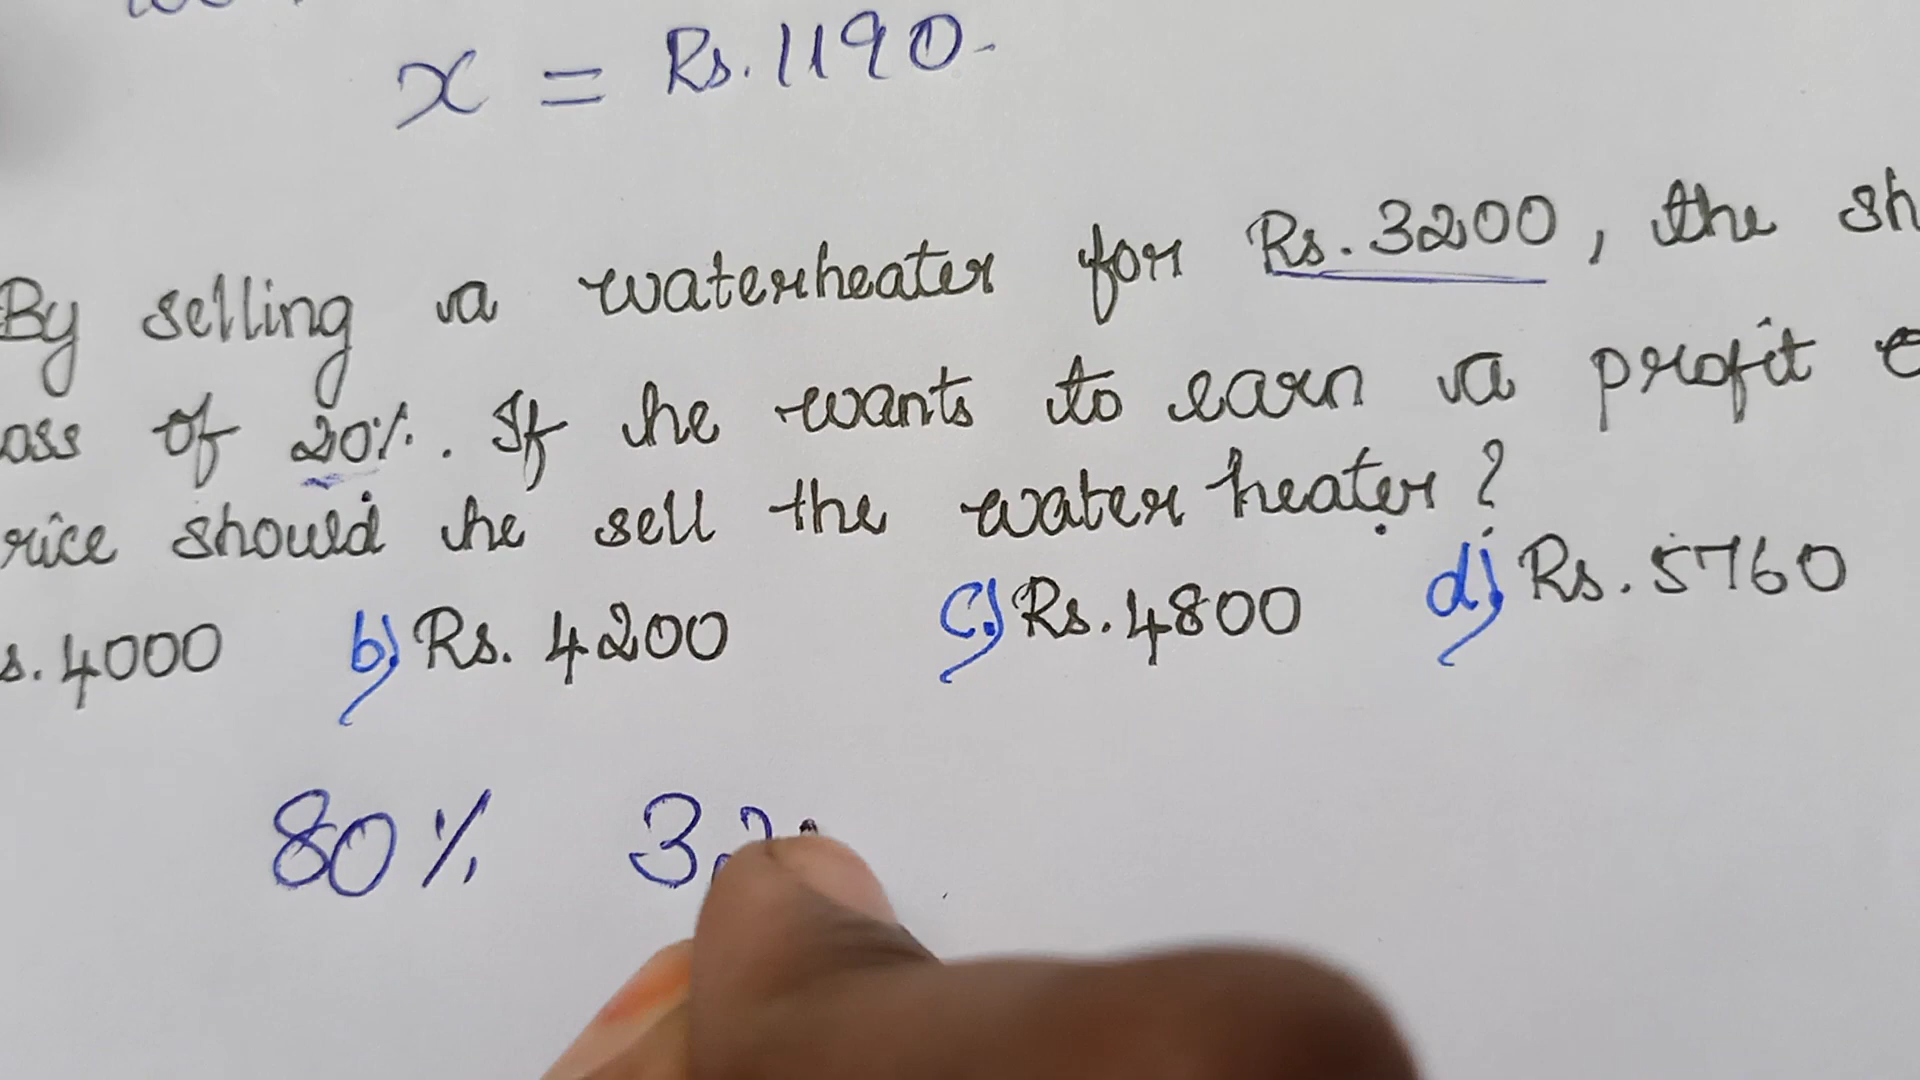 x = Rs. 1190.
By selling a waterheater for Rs. 3200, the sh
oss of 20%. If he wants to earn a profit
rice should he sell the water heater?
s. 4000 b) Rs. 4200 c) Rs. 4800 d) Rs. 5760
80% 32